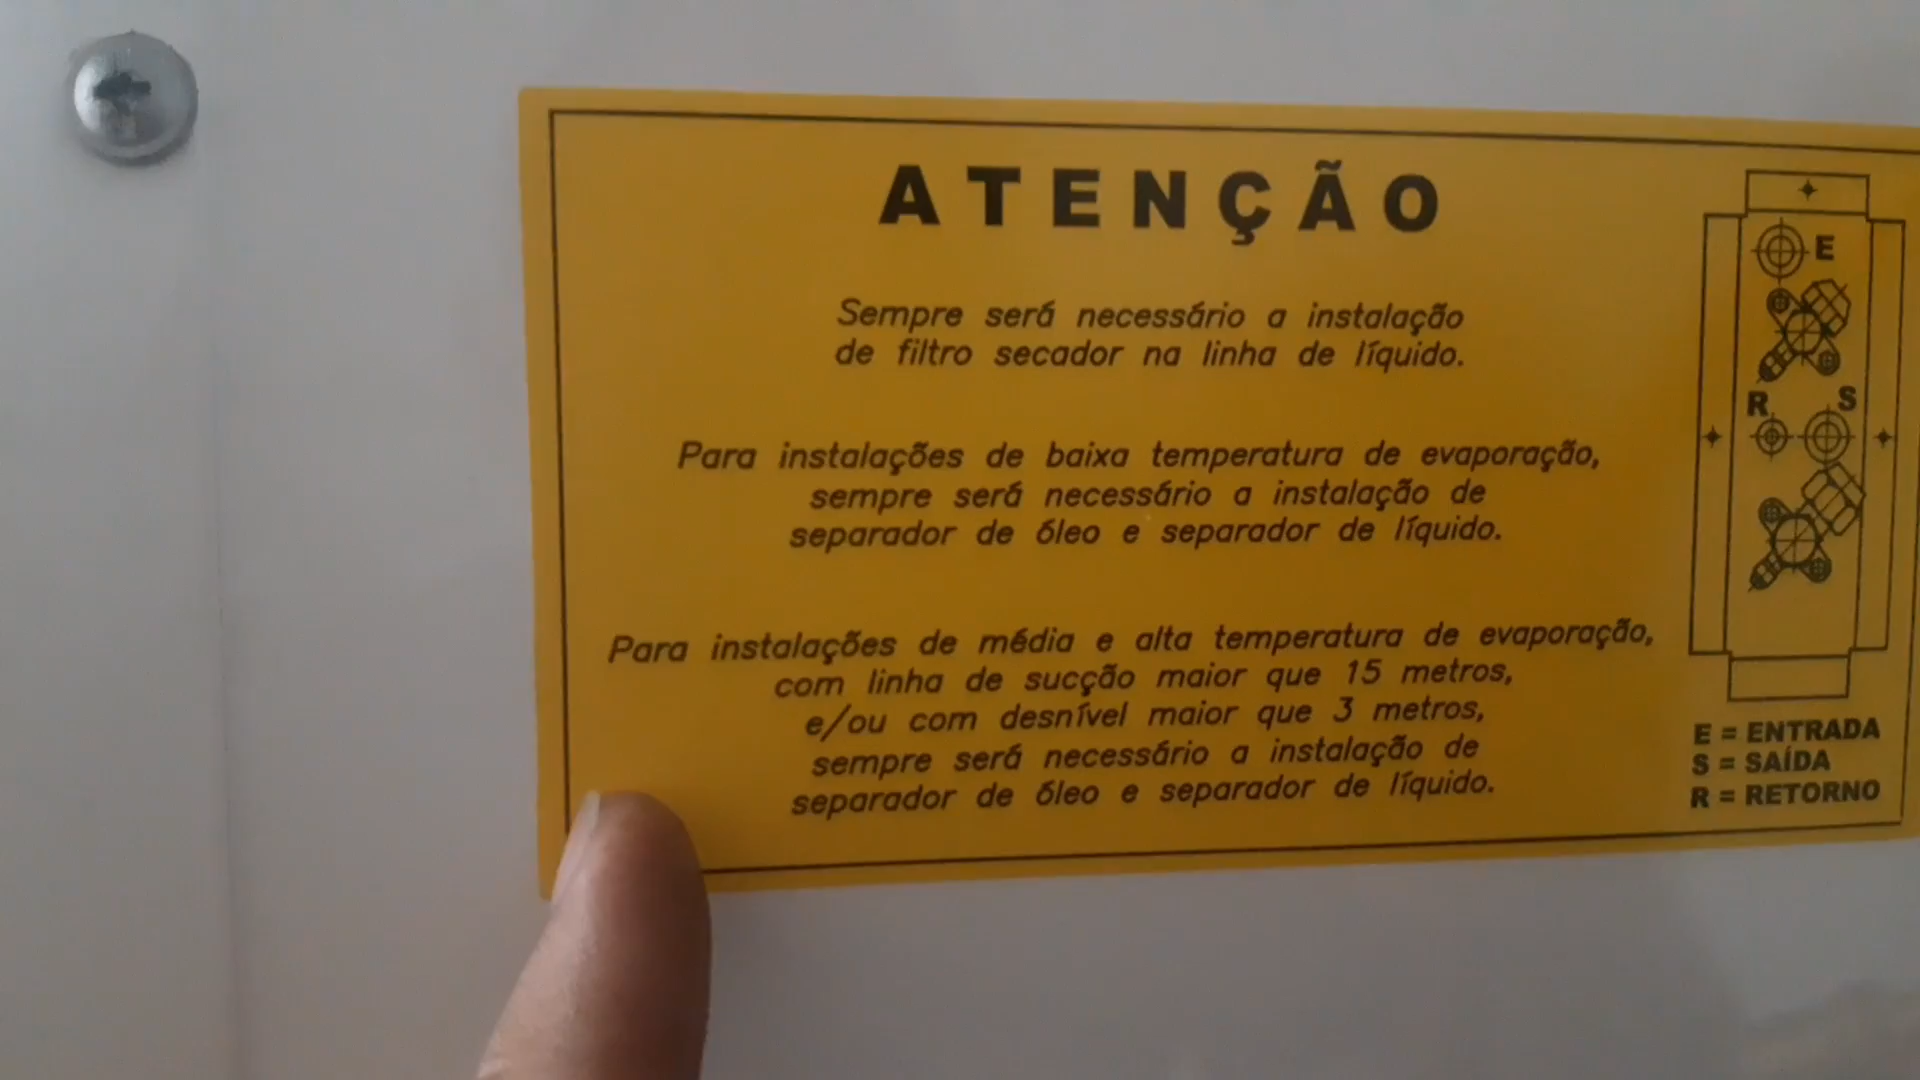 ATENÇÃO
Sempre será necessário a instalação
de filtro secador na linha de líquido.
Para instalações de baixa temperatura de evaporação,
sempre será necessário a instalação de
separador de óleo e separador de líquido.
Para instalações de média e alta temperatura de evaporação,
com linha de sucção maior que 15 metros,
e/ou com desnível maior que 3 metros,
sempre será necessário a instalação de
separador de óleo e separador de líquido.
E
R S
E = ENTRADA
S = SAÍDA
R = RETORNO